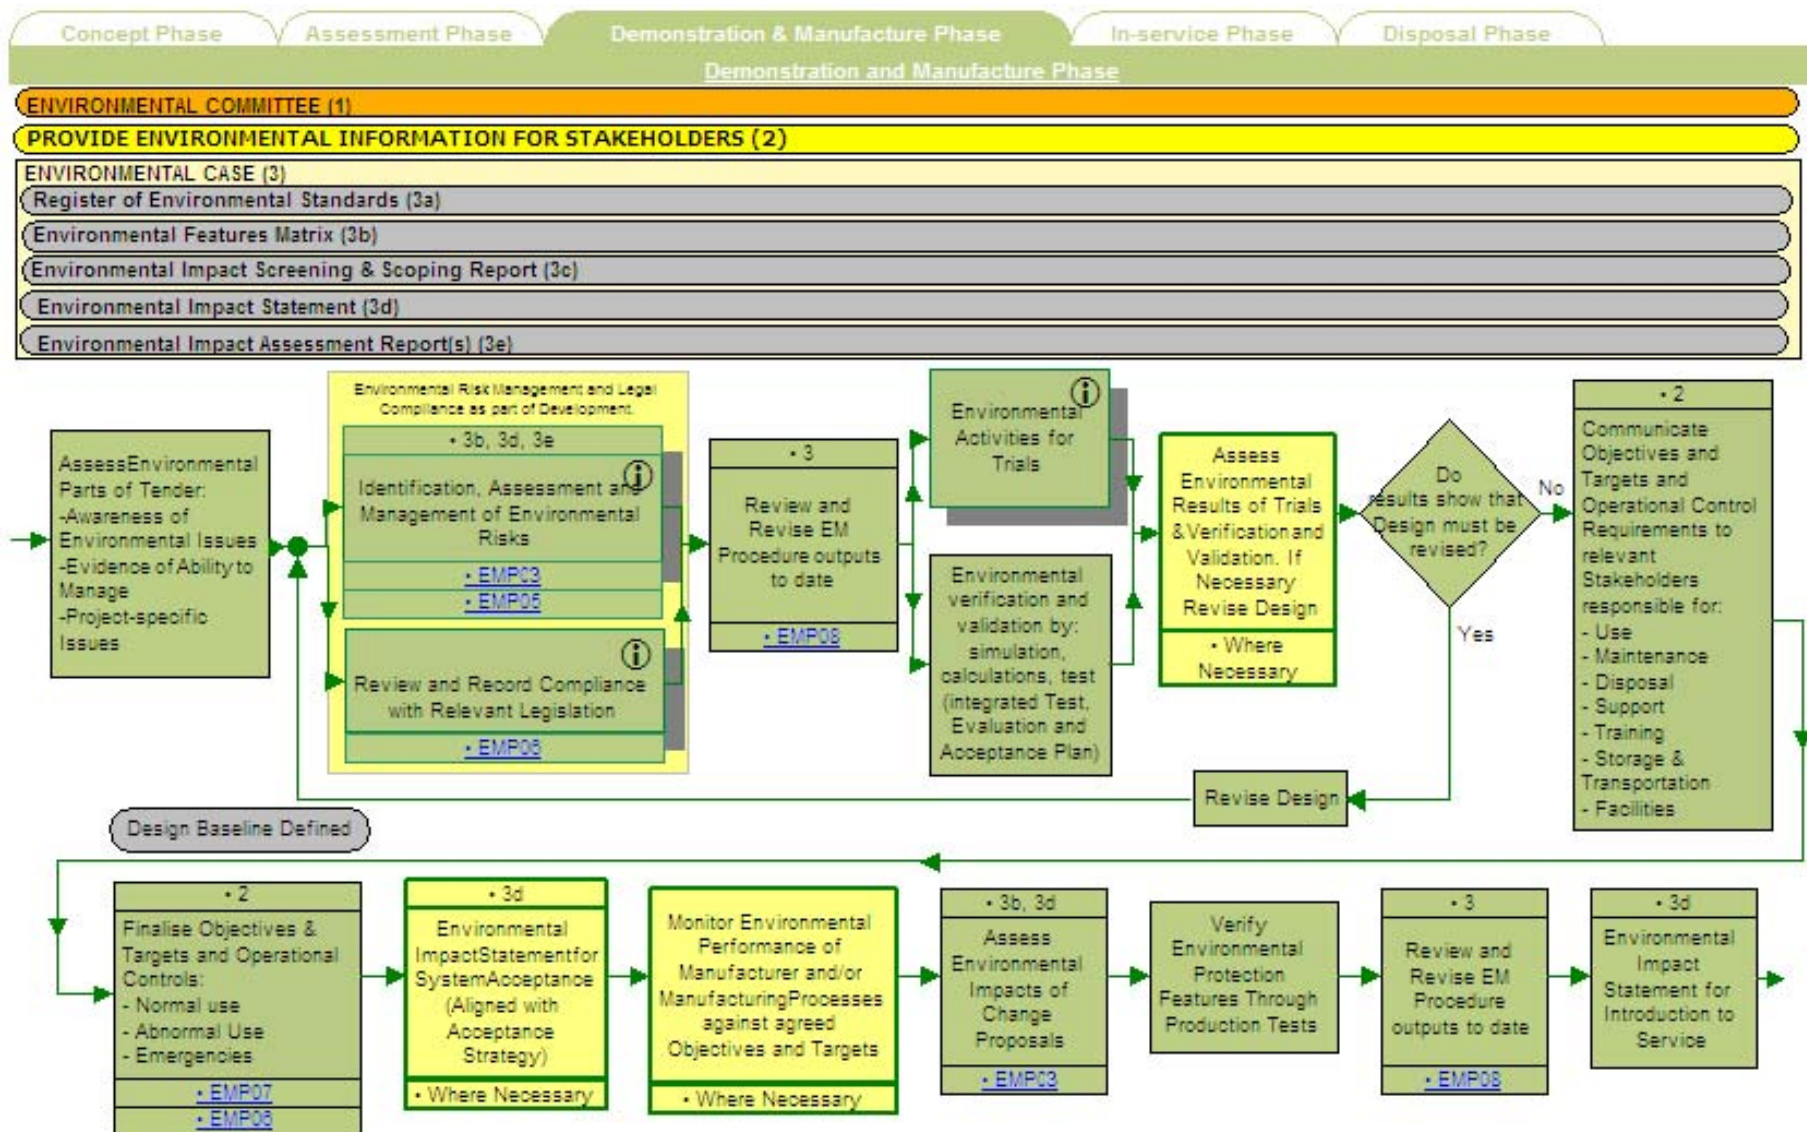 Concept Phase
Assessment Phase
Demonstration & Manufacture Phase
In-service Phase
Disposal Phase
Demonstration and Manufacture Phase
ENVIRONMENTAL COMMITTEE (1)
PROVIDE ENVIRONMENTAL INFORMATION FOR STAKEHOLDERS (2)
ENVIRONMENTAL CASE (3)
Register of Environmental Standards (3a)
Environmental Features Matrix (3b)
Environmental Impact Screening & Scoping Report (3c)
Environmental Impact Statement (3d)
Environmental Impact Assessment Report(s) (3e)
AssessEnvironmental
Parts of Tender:
-Awareness of
Environmental Issues
-Evidence of Ability to
Manage
-Project-specific
Issues
Environmental Risk Management and Legal
Compliance as part of Development.
• 3b, 3d, 3e
Identification, Assessment and
Management of Environmental
Risks
• EMP03
• EMP05
Review and Record Compliance
with Relevant Legislation
• EMP06
• 3
Review and
Revise EM
Procedure outputs
to date
• EMP08
Environmental
Activities for
Trials
Environmental
verification and
validation by:
simulation,
calculations, test
(integrated Test,
Evaluation and
Acceptance Plan)
Assess
Environmental
Results of Trials
&Verificationand
Validation. If
Necessary
Revise Design
• Where
Necessary
Do
results show that
Design must be
revised?
No
Yes
Revise Design
• 2
Communicate
Objectives and
Targets and
Operational Control
Requirements to
relevant
Stakeholders
responsible for:
- Use
- Maintenance
- Disposal
- Support
- Training
- Storage &
Transportation
- Facilities
Design Baseline Defined
• 2
Finalise Objectives &
Targets and Operational
Controls:
- Normal use
- Abnormal Use
- Emergencies
• EMP07
• EMP06
• 3d
Environmental
ImpactStatementfor
SystemAcceptance
(Aligned with
Acceptance
Strategy)
• Where Necessary
Monitor Environmental
Performance of
Manufacturer and/or
ManufacturingProcesses
against agreed
Objectives and Targets
• Where Necessary
• 3b, 3d
Assess
Environmental
Impacts of
Change
Proposals
• EMP03
Verify
Environmental
Protection
Features Through
Production Tests
• 3
Review and
Revise EM
Procedure
outputs to date
• EMP08
• 3d
Environmental
Impact
Statement for
Introduction to
Service